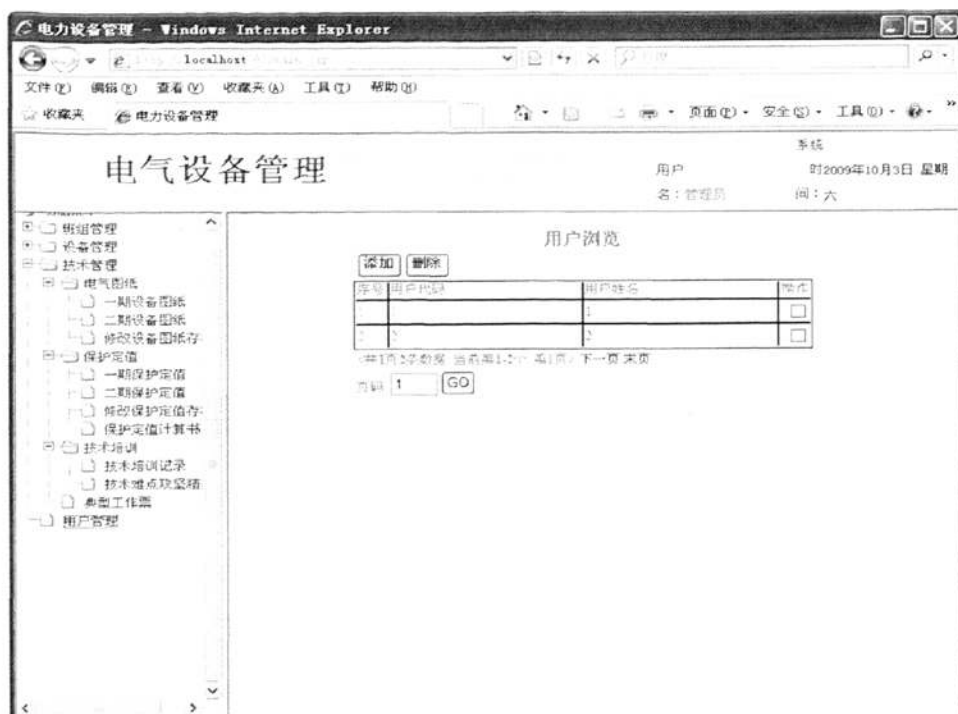 电力设备管理 - Windows Internet Explorer
localhost
文件(F) 编辑(E) 查看(V) 收藏夹(A) 工具(T) 帮助(H)
收藏夹 电力设备管理
页面(P) 安全(S) 工具(O)
电气设备管理
用户名：管理员
系统时间：2009年10月3日 星期六
班组管理
设备管理
技术管理
电气图纸
一期设备图纸
二期设备图纸
修改设备图纸存
保护定值
一期保护定值
二期保护定值
修改保护定值存
保护定值计算书
技术培训
技术培训记录
技术难点攻坚
典型工作票
用户管理
用户浏览
添加 删除
序号 用户代码 用户姓名 操作
1
2 2 2
下一页 末页
页码 1 GO